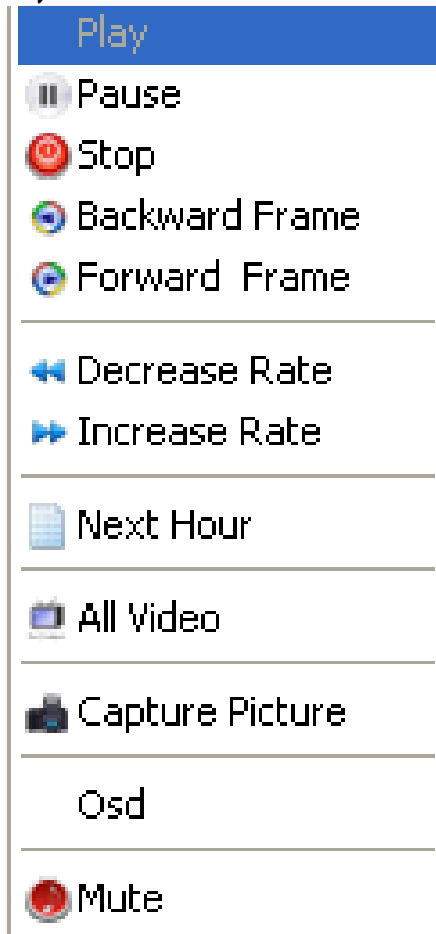 Play
Pause
Stop
Backward Frame
Forward  Frame
Decrease Rate
Increase Rate
Next Hour
All Video
Capture Picture
Osd
Mute